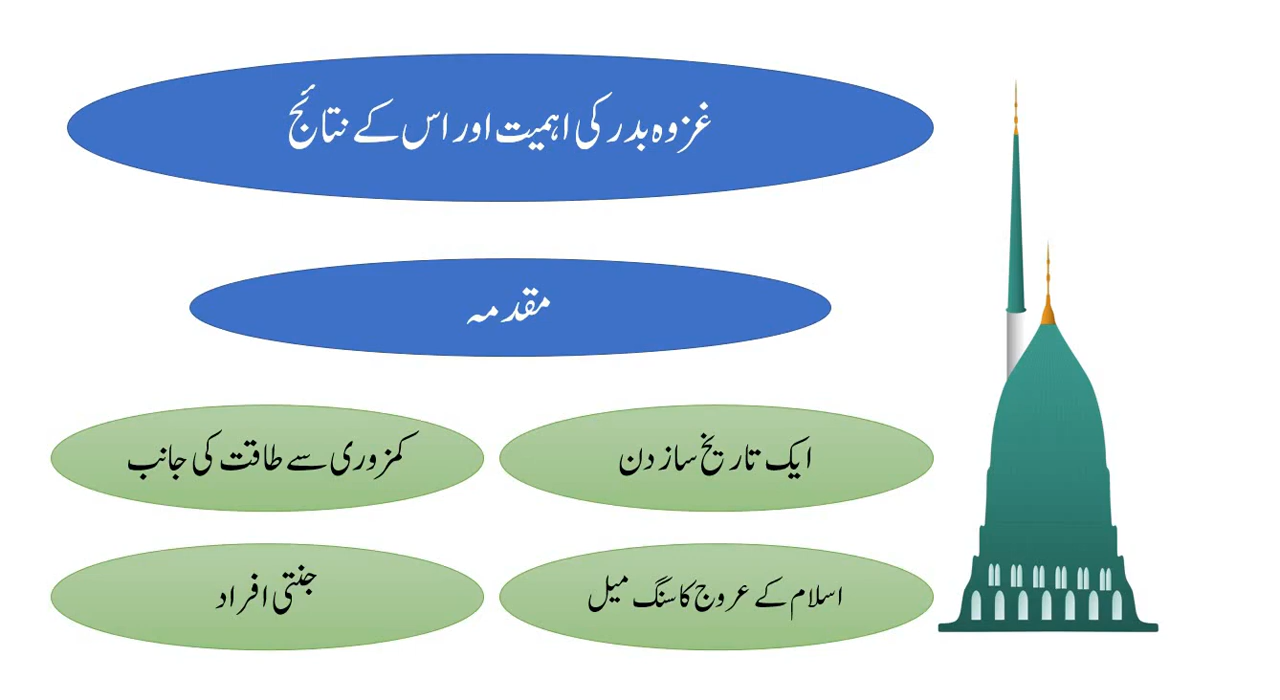 غزوہ بدر کی اہمیت اور اس کے نتائج
مقدمہ
ایک تاریخ ساز دن
کمزوری سے طاقت کی جانب
اسلام کے عروج کا سنگ میل
جنتی افراد